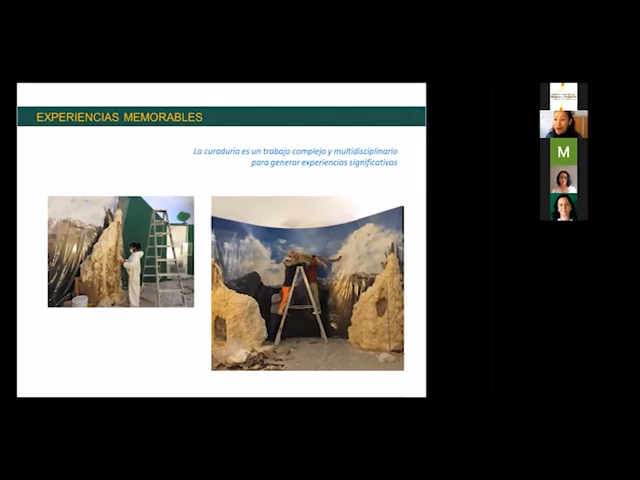 EXPERIENCIAS MEMORABLES
La curaduría es un trabajo complejo y multidisciplinario
para generar experiencias significativas
M